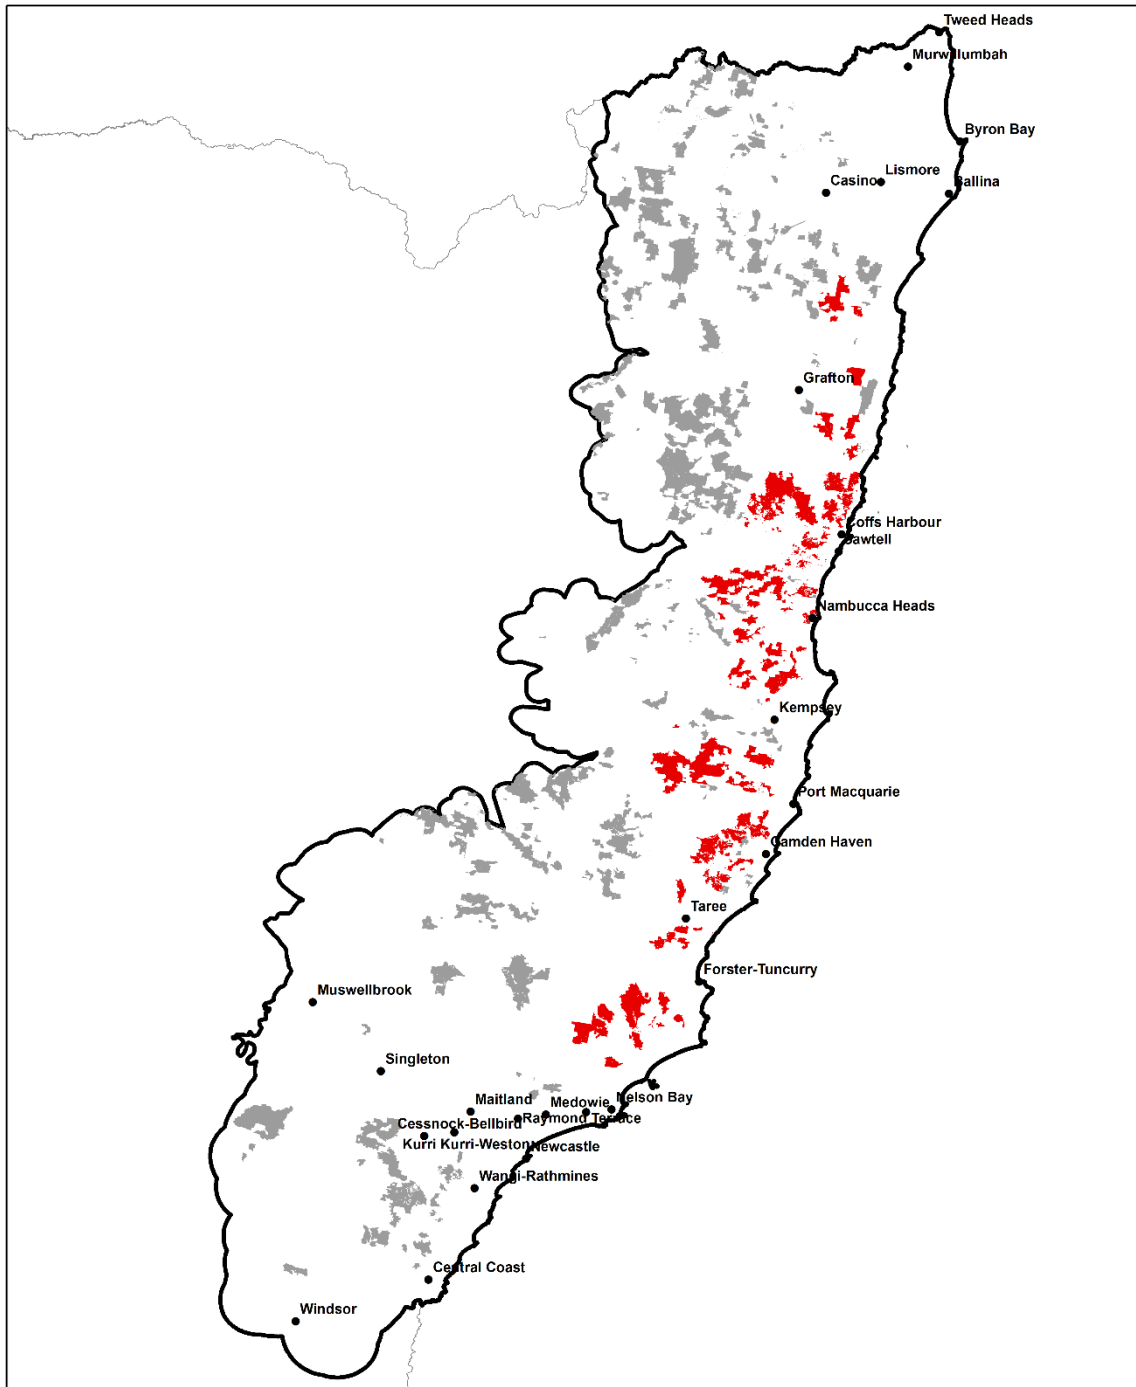 Tweed Heads
Murwillumbah
Byron Bay
Lismore
Casino
Ballina
Grafton
Coffs Harbour
Sawtell
Nambucca Heads
Kempsey
Port Macquarie
Camden Haven
Taree
Forster-Tuncurry
Muswellbrook
Singleton
Maitland
Medowie
Nelson Bay
Cessnock-Bellbird
Raymond Terrace
Kurri Kurri-Weston
Newcastle
Wangi-Rathmines
Central Coast
Windsor